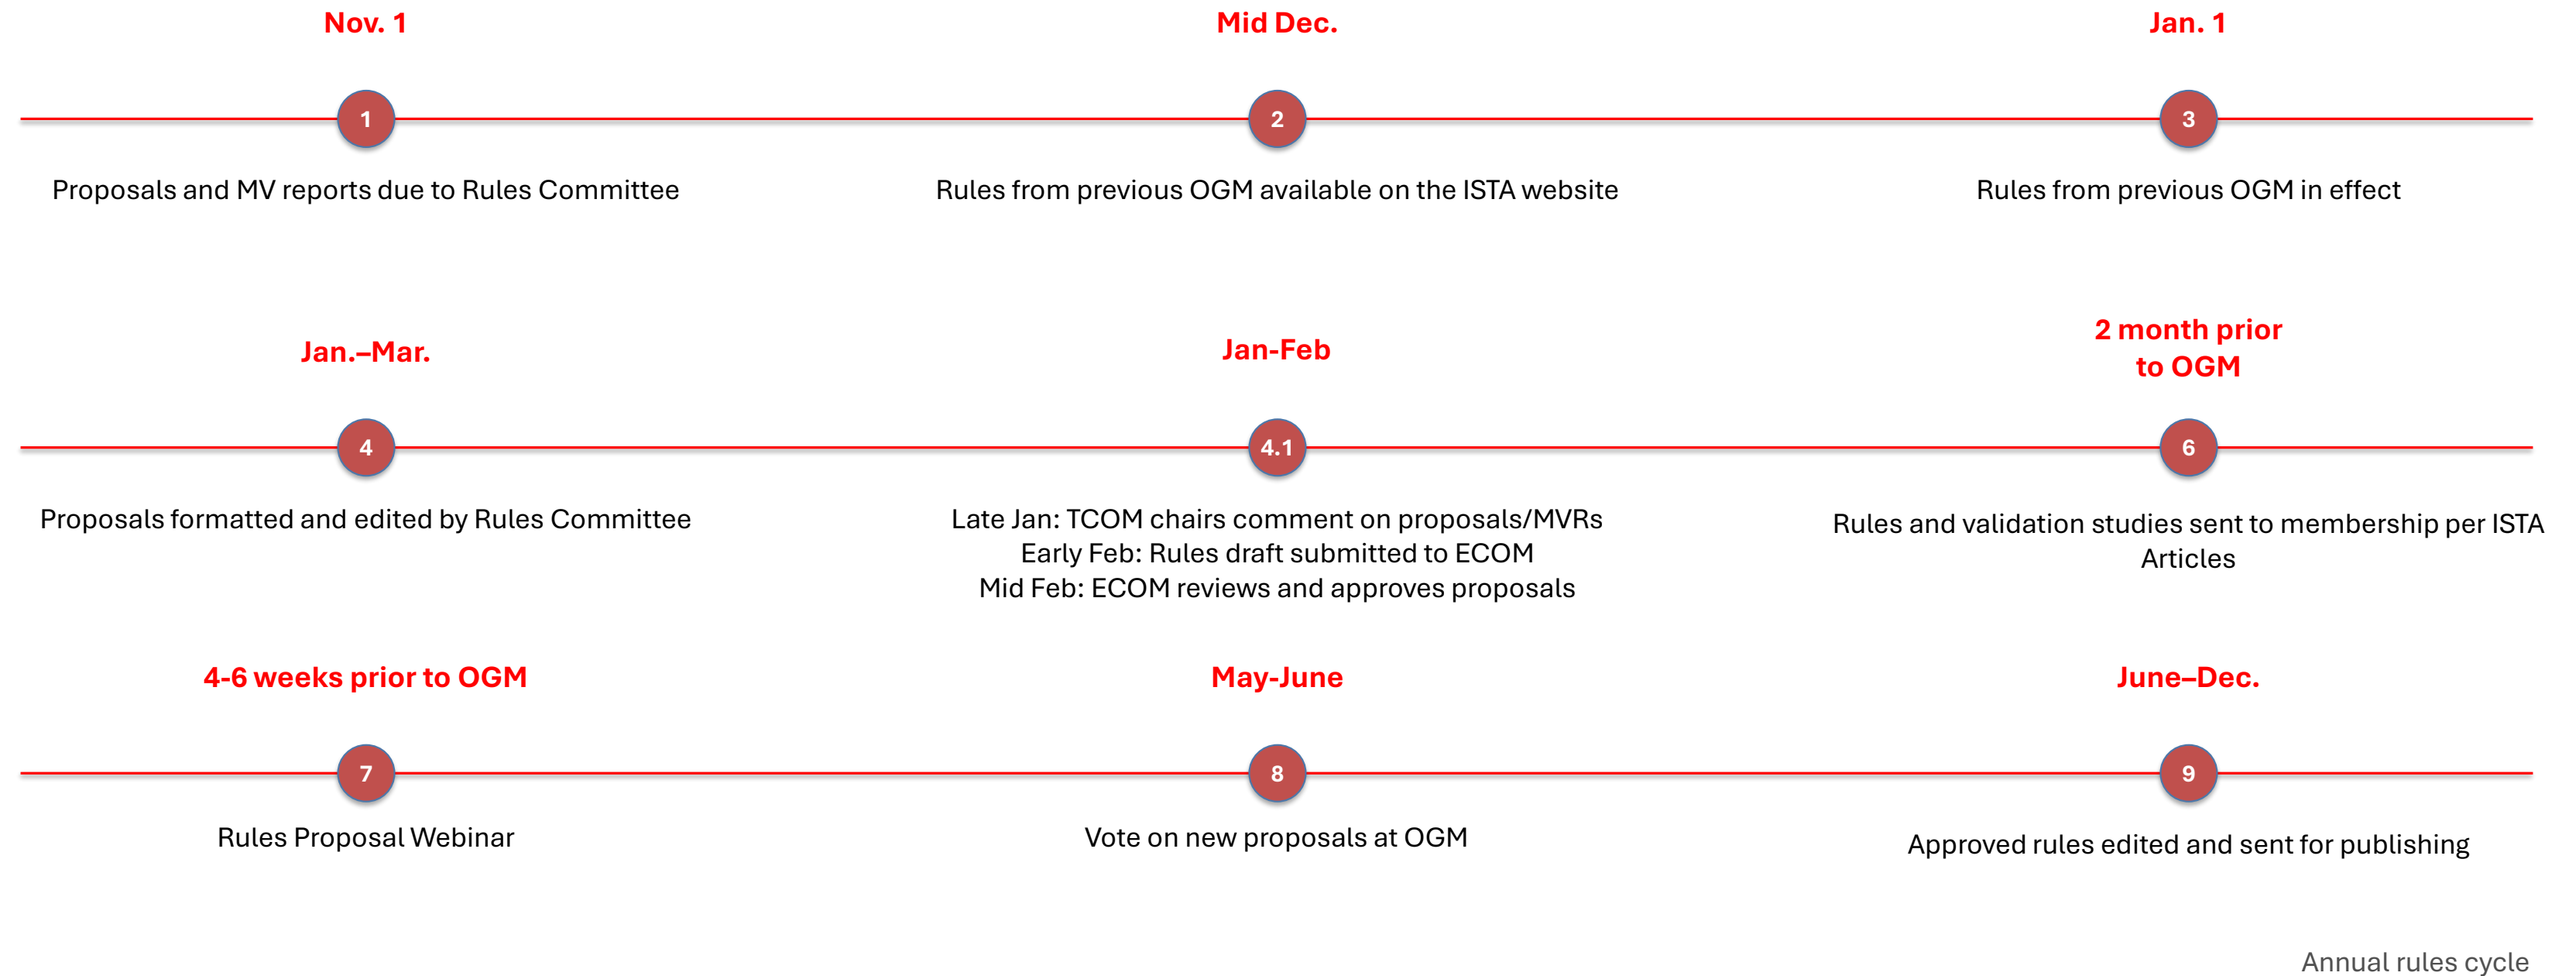 Nov. 1
Mid Dec.
Jan. 1
1
2
3
Proposals and MV reports due to Rules Committee
Rules from previous OGM available on the ISTA website
Rules from previous OGM in effect
Jan.–Mar.
Jan-Feb
2 month prior
to OGM
4
4.1
6
Proposals formatted and edited by Rules Committee
Late Jan: TCOM chairs comment on proposals/MVRs
Early Feb: Rules draft submitted to ECOM
Mid Feb: ECOM reviews and approves proposals
Rules and validation studies sent to membership per ISTA
Articles
4-6 weeks prior to OGM
May-June
June–Dec.
7
8
9
Rules Proposal Webinar
Vote on new proposals at OGM
Approved rules edited and sent for publishing
Annual rules cycle